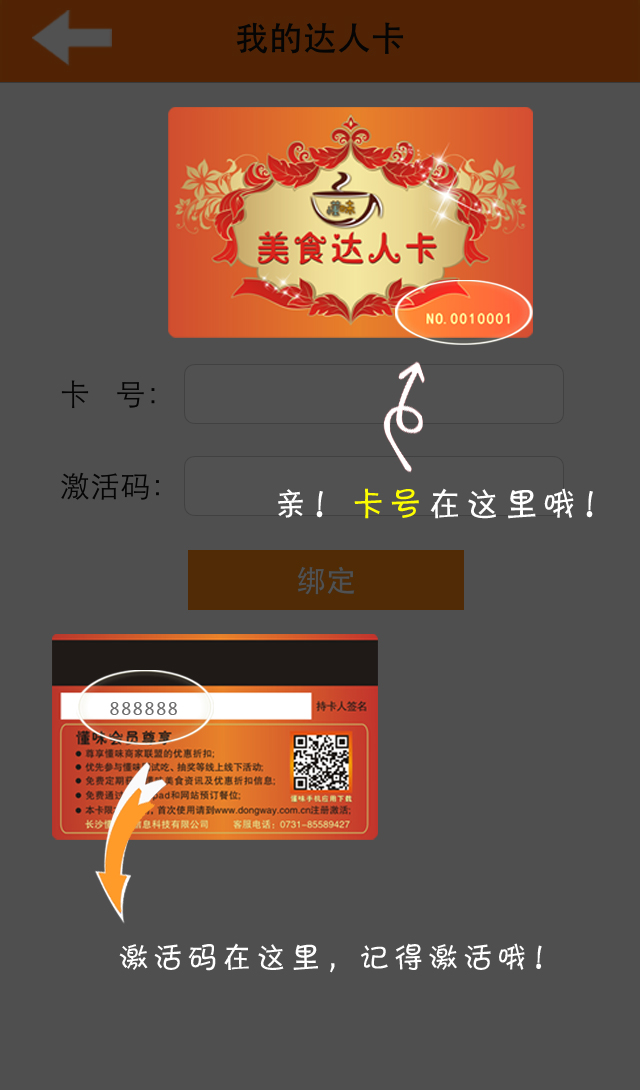 我的达人卡
懂味
美食达人卡
NO.0010001
卡 号:
激活码:
亲!卡号在这里哦!
绑定
888888
持卡人签名
懂味会员尊享
● 尊享懂味商家联盟的优惠折扣;
● 优先参与懂味 试吃、抽奖等线上线下活动;
● 免费定期 味美食资讯及优惠折扣信息;
● 免费通过 ad和网站预订餐位;
● 本卡限 首次使用请到www.dongway.com.cn注册激活;
懂味手机应用下载
长沙 息科技有限公司 客服电话:0731-85589427
激活码在这里,记得激活哦!